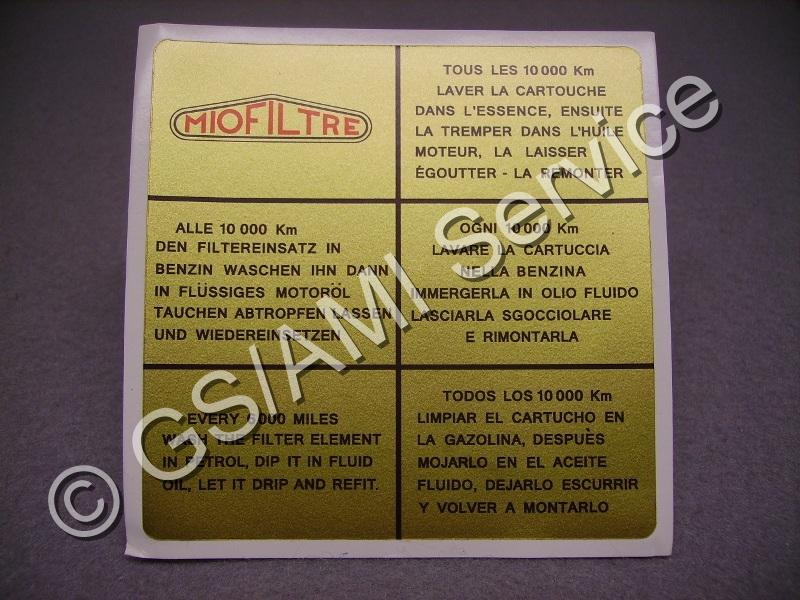 MIOFILTRE
TOUS LES 10 000 Km
LAVER LA CARTOUCHE
DANS L'ESSENCE, ENSUITE
LA TREMPER DANS L'HUILE
MOTEUR, LA LAISSER
ÉGOUTTER - LA REMONTER
ALLE 10 000 Km
DEN FILTEREINSATZ IN
BENZIN WASCHEN IHN DANN
IN FLÜSSIGES MOTORÖL
TAUCHEN ABTROPFEN LASSEN
UND WIEDEREINSETZEN
OGNI 10 000 Km
LAVARE LA CARTUCCIA
NELLA BENZINA
IMMERGERLA IN OLIO FLUIDO
LASCIARLA SGOCCIOLARE
E RIMONTARLA
EVERY 6 000 MILES
WASH THE FILTER ELEMENT
IN PETROL, DIP IT IN FLUID
OIL, LET IT DRIP AND REFIT.
TODOS LOS 10 000 Km
LIMPIAR EL CARTUCHO EN
LA GAZOLINA, DESPUÈS
MOJARLO EN EL ACEITE
FLUIDO, DEJARLO ESCURRIR
Y VOLVER A MONTARLO
© GS/AMI Service